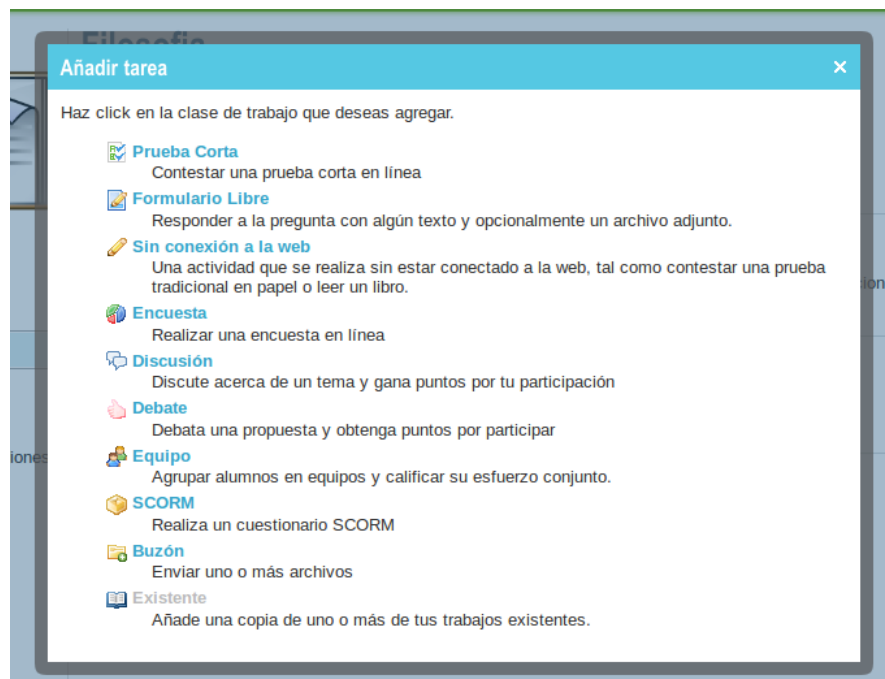 Filosofia
Añadir tarea
Haz click en la clase de trabajo que deseas agregar.
Prueba Corta
Contestar una prueba corta en línea
Formulario Libre
Responder a la pregunta con algún texto y opcionalmente un archivo adjunto.
Sin conexión a la web
Una actividad que se realiza sin estar conectado a la web, tal como contestar una prueba
tradicional en papel o leer un libro.
Encuesta
Realizar una encuesta en línea
Discusión
Discute acerca de un tema y gana puntos por tu participación
Debate
Debata una propuesta y obtenga puntos por participar
Equipo
Agrupar alumnos en equipos y calificar su esfuerzo conjunto.
SCORM
Realiza un cuestionario SCORM
Buzón
Enviar uno o más archivos
Existente
Añade una copia de uno o más de tus trabajos existentes.